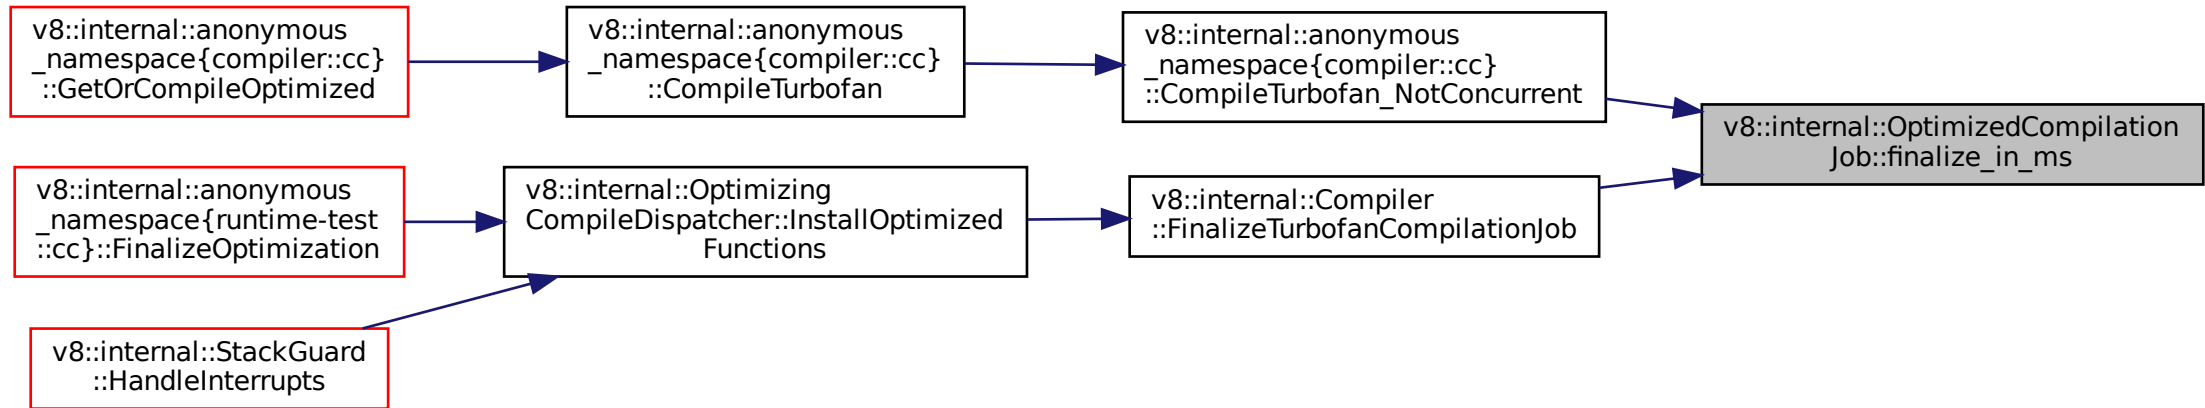 v8::internal::anonymous
_namespace{compiler::cc}
::GetOrCompileOptimized
v8::internal::anonymous
_namespace{compiler::cc}
::CompileTurbofan
v8::internal::anonymous
_namespace{compiler::cc}
::CompileTurbofan_NotConcurrent
v8::internal::OptimizedCompilation
Job::finalize_in_ms
v8::internal::anonymous
_namespace{runtime-test
::cc}::FinalizeOptimization
v8::internal::Optimizing
CompileDispatcher::InstallOptimized
Functions
v8::internal::Compiler
::FinalizeTurbofanCompilationJob
v8::internal::StackGuard
::HandleInterrupts